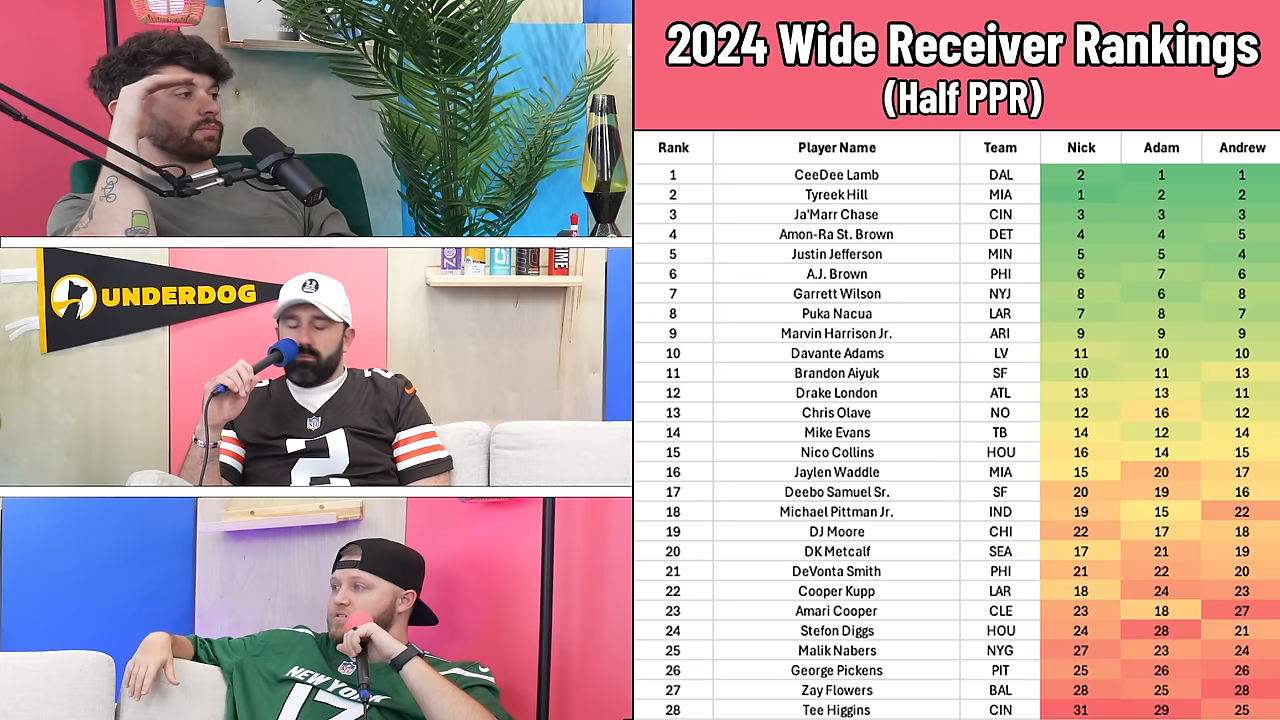 2024 Wide Receiver Rankings
(Half PPR)
Rank Player Name Team Nick Adam Andrew
1 CeeDee Lamb DAL 2 1 1
2 Tyreek Hill MIA 1 2 2
3 Ja'Marr Chase CIN 3 3 3
4 Amon-Ra St. Brown DET 4 4 5
5 Justin Jefferson MIN 5 5 4
6 A.J. Brown PHI 6 7 6
7 Garrett Wilson NYJ 8 6 8
8 Puka Nacua LAR 7 8 7
9 Marvin Harrison Jr. ARI 9 9 9
10 Davante Adams LV 11 10 10
11 Brandon Aiyuk SF 10 11 13
12 Drake London ATL 13 13 11
13 Chris Olave NO 12 16 12
14 Mike Evans TB 14 12 14
15 Nico Collins HOU 16 14 15
16 Jaylen Waddle MIA 15 20 17
17 Deebo Samuel Sr. SF 20 19 16
18 Michael Pittman Jr. IND 19 15 22
19 DJ Moore CHI 22 17 18
20 DK Metcalf SEA 17 21 19
21 DeVonta Smith PHI 21 22 20
22 Cooper Kupp LAR 18 24 23
23 Amari Cooper CLE 23 18 27
24 Stefon Diggs HOU 24 28 21
25 Malik Nabers NYG 27 23 24
26 George Pickens PIT 25 26 26
27 Zay Flowers BAL 28 25 28
28 Tee Higgins CIN 31 29 25
UNDERDOG
2
NFL
NEW YORK
17